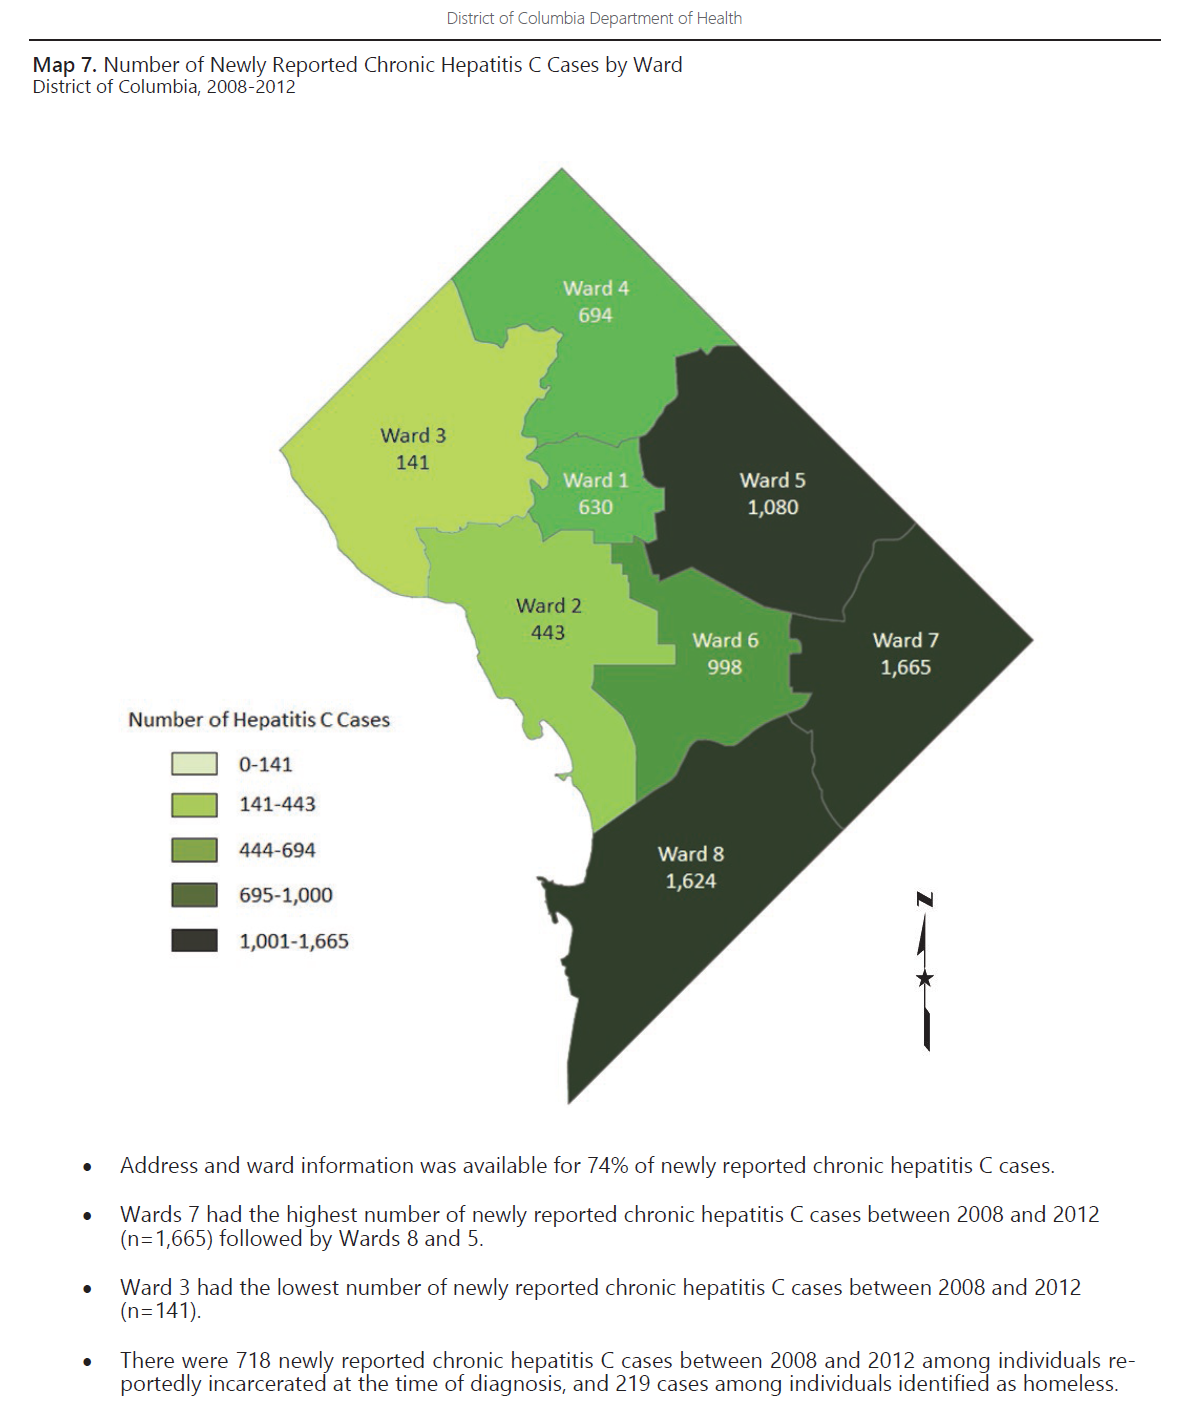 District of Columbia Department of Health
Map 7. Number of Newly Reported Chronic Hepatitis C Cases by Ward
District of Columbia, 2008-2012
Ward 4
694
Ward 3
141
Ward 1
630
Ward 5
1,080
Ward 2
443
Ward 6
998
Ward 7
1,665
Number of Hepatitis C Cases
0-141
141-443
444-694
695-1,000
1,001-1,665
Ward 8
1,624
N
• Address and ward information was available for 74% of newly reported chronic hepatitis C cases.
• Wards 7 had the highest number of newly reported chronic hepatitis C cases between 2008 and 2012
(n=1,665) followed by Wards 8 and 5.
• Ward 3 had the lowest number of newly reported chronic hepatitis C cases between 2008 and 2012
(n=141).
• There were 718 newly reported chronic hepatitis C cases between 2008 and 2012 among individuals re-
portedly incarcerated at the time of diagnosis, and 219 cases among individuals identified as homeless.